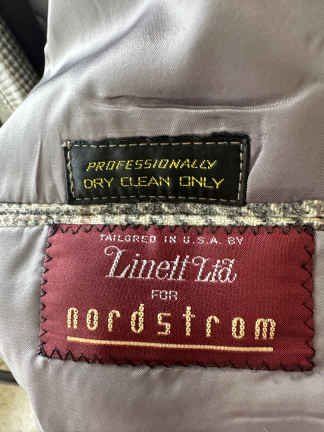 PROFESSIONALLY
DRY CLEAN ONLY
TAILORED IN U.S.A. BY
Linett Ltd.
FOR
nordstrom